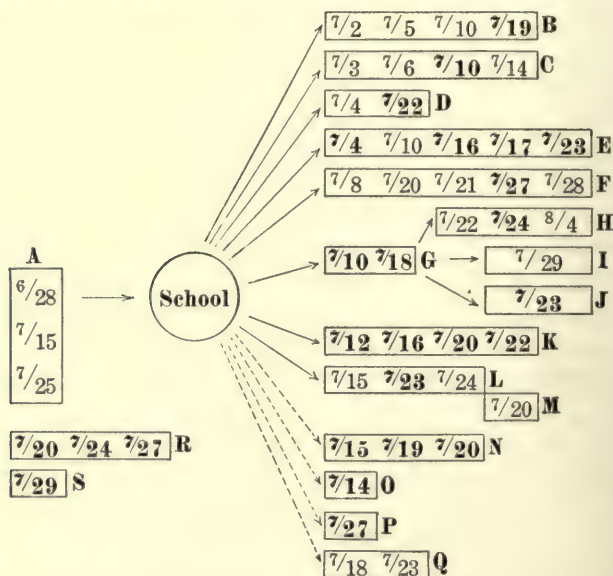 7/2 7/5 7/10 7/19 B
7/3 7/6 7/10 7/14 C
7/4 7/22 D
7/4 7/10 7/16 7/17 7/23 E
7/8 7/20 7/21 7/27 7/28 F
7/22 7/24 8/4 H
7/10 7/18 G
7/29 I
7/23 J
A
6/28
7/15
7/25
School
7/12 7/16 7/20 7/22 K
7/15 7/23 7/24 L
7/20 M
7/20 7/24 7/27 R
7/29 S
7/15 7/19 7/20 N
7/14 O
7/27 P
7/18 7/23 Q